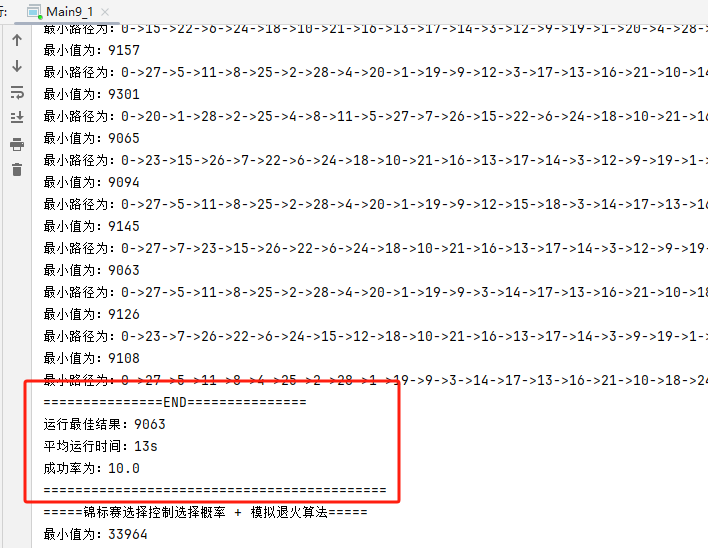 行: Main9_1
最小路径为: 0->15->22->6->24->18->10->21->16->13->17->14->3->12->9->19->1->20->4->28->
最小值为: 9157
最小路径为: 0->27->5->11->8->25->2->28->4->20->1->19->9->12->3->17->13->16->21->10->14
最小值为: 9301
最小路径为: 0->20->1->28->2->25->4->8->11->5->27->7->26->15->22->6->24->18->10->21->16
最小值为: 9065
最小路径为: 0->23->15->26->7->22->6->24->18->10->21->16->13->17->14->3->12->9->19->1->
最小值为: 9094
最小路径为: 0->27->5->11->8->25->2->28->4->20->1->19->9->12->15->18->3->14->17->13->16
最小值为: 9145
最小路径为: 0->27->7->23->15->26->22->6->24->18->10->21->16->13->17->14->3->12->9->19-
最小值为: 9063
最小路径为: 0->27->5->11->8->25->2->28->4->20->1->19->9->3->14->17->13->16->21->10->18
最小值为: 9126
最小路径为: 0->23->7->26->22->6->24->15->12->18->10->21->16->13->17->14->3->9->19->1->
最小值为: 9108
最小路径为: 0->27->5->11->8->4->25->2->28->1->19->9->3->14->17->13->16->21->10->18->24
===============END===============
运行最佳结果: 9063
平均运行时间: 13s
成功率为: 10.0
===========================================
=====锦标赛选择控制选择概率 + 模拟退火算法=====
最小值为: 33964